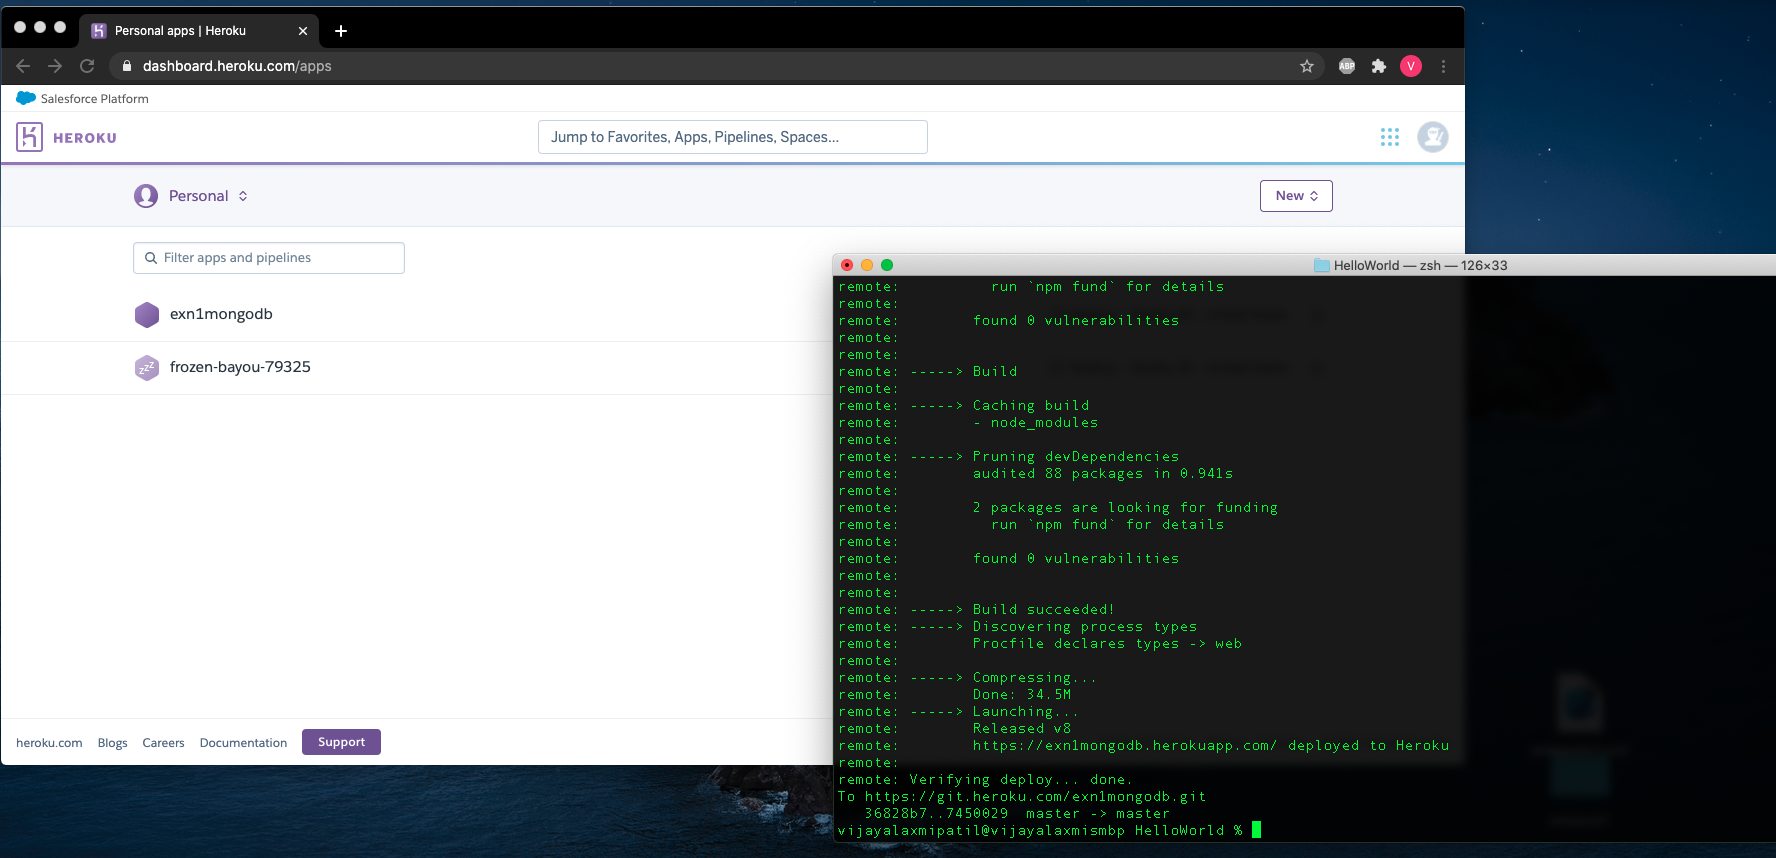 Personal apps | Heroku
dashboard.heroku.com/apps
ABP
V
Salesforce Platform
HEROKU
Jump to Favorites, Apps, Pipelines, Spaces...
Personal
New
Filter apps and pipelines
exn1mongodb
zzz
frozen-bayou-79325
heroku.com Blogs Careers Documentation Support
HelloWorld — zsh — 126×33
remote:          run `npm fund` for details
remote:
remote:        found 0 vulnerabilities
remote:
remote:
remote: -----> Build
remote:
remote: -----> Caching build
remote:        - node_modules
remote:
remote: -----> Pruning devDependencies
remote:        audited 88 packages in 0.941s
remote:
remote:        2 packages are looking for funding
remote:          run `npm fund` for details
remote:
remote:        found 0 vulnerabilities
remote:
remote:
remote: -----> Build succeeded!
remote: -----> Discovering process types
remote:        Procfile declares types -> web
remote:
remote: -----> Compressing...
remote:        Done: 34.5M
remote: -----> Launching...
remote:        Released v8
remote:        https://exn1mongodb.herokuapp.com/ deployed to Heroku
remote:
remote: Verifying deploy... done.
To https://git.heroku.com/exn1mongodb.git
   36828b7..7450029  master -> master
vijayalaxmipatil@vijayalaxmismbp HelloWorld %